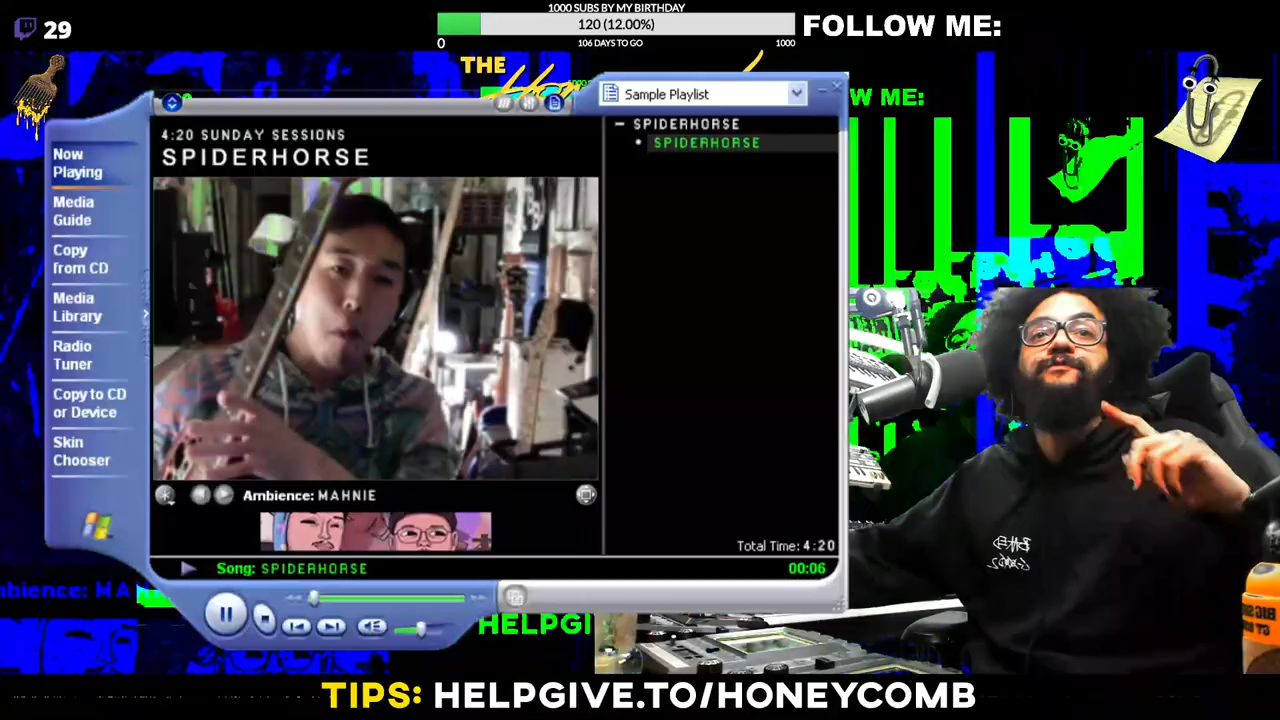 29
1000 SUBS BY MY BIRTHDAY
120 (12.00%)
0
106 DAYS TO GO
1000
FOLLOW ME:
THE
W ME:
Sample Playlist
4:20 SUNDAY SESSIONS
SPIDERHORSE
SPIDERHORSE
SPIDERHORSE
Now
Playing
Media
Guide
Copy
from CD
Media
Library
Radio
Tuner
Copy to CD
or Device
Skin
Chooser
Ambience: MAHNIE
Total Time: 4:20
Song: SPIDERHORSE
00:06
HELPGI
TIPS: HELPGIVE.TO/HONEYCOMB